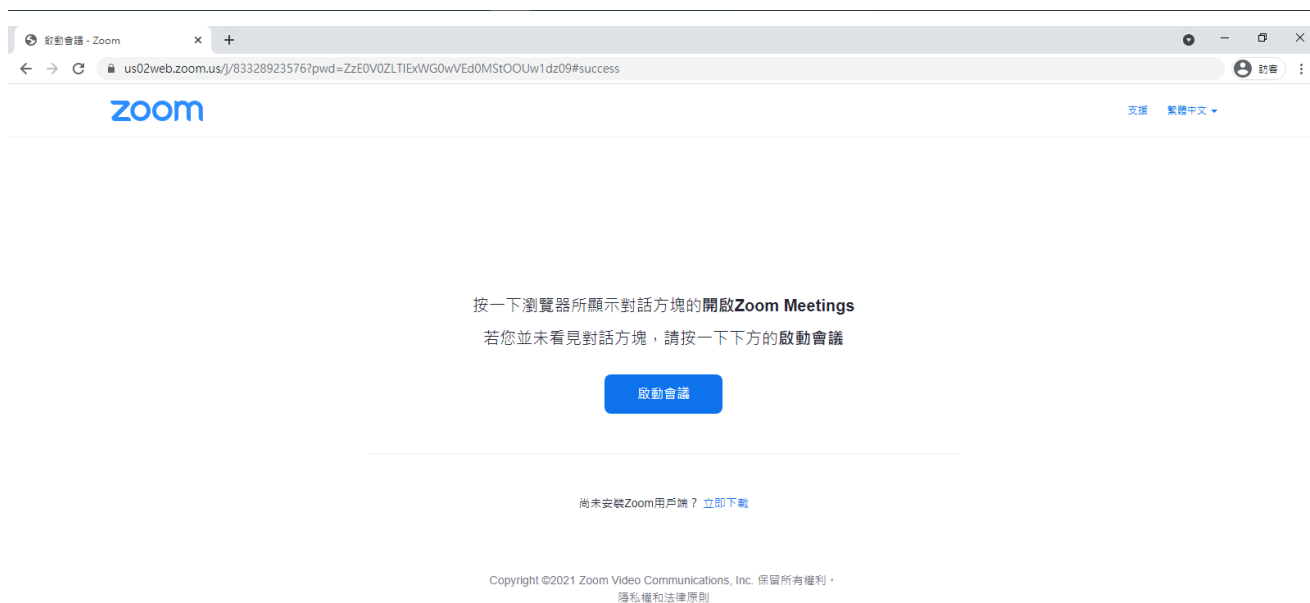 啟動會議 - Zoom
us02web.zoom.us/j/83328923576?pwd=ZzE0V0ZLTIExWG0wVEd0MStOOUw1dz09#success
訪客
zoom
支援 繁體中文
按一下瀏覽器所顯示對話方塊的開啟Zoom Meetings
若您並未看見對話方塊，請按一下下方的啟動會議
啟動會議
尚未安裝Zoom用戶端？ 立即下載
Copyright ©2021 Zoom Video Communications, Inc. 保留所有權利。
隱私權和法律原則